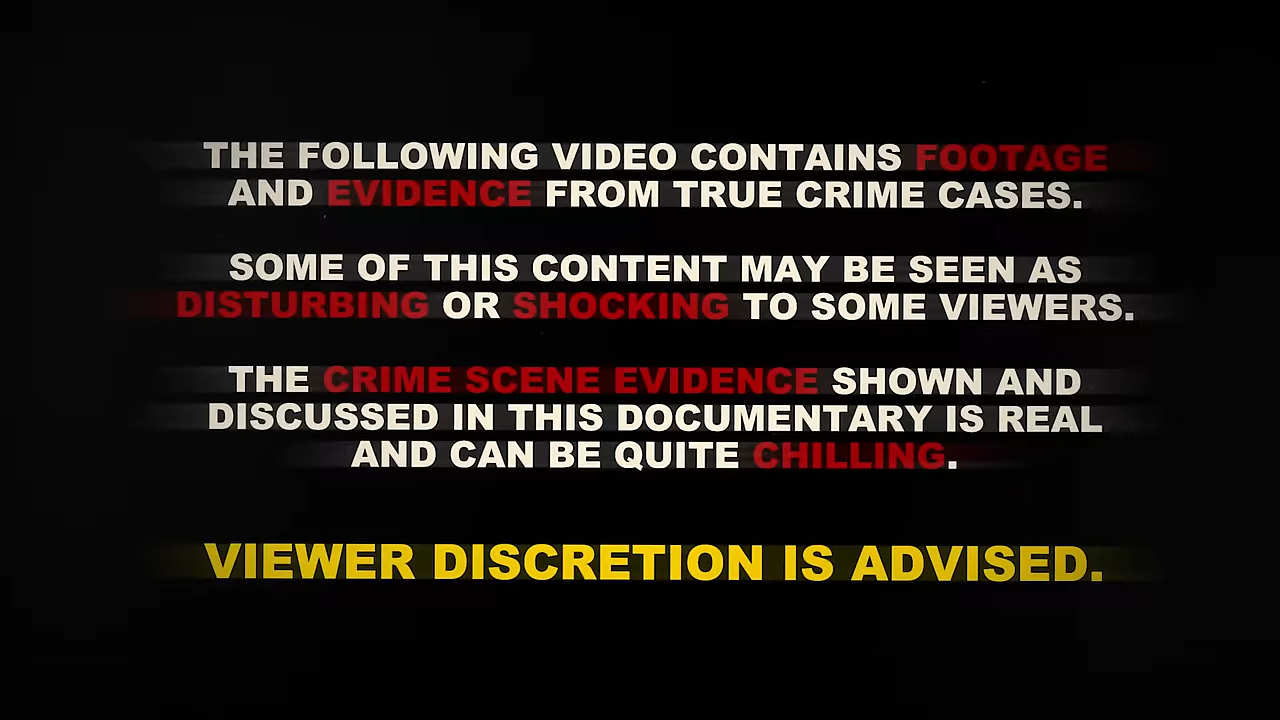 THE FOLLOWING VIDEO CONTAINS FOOTAGE
AND EVIDENCE FROM TRUE CRIME CASES.
SOME OF THIS CONTENT MAY BE SEEN AS
DISTURBING OR SHOCKING TO SOME VIEWERS.
THE CRIME SCENE EVIDENCE SHOWN AND
DISCUSSED IN THIS DOCUMENTARY IS REAL
AND CAN BE QUITE CHILLING.
VIEWER DISCRETION IS ADVISED.